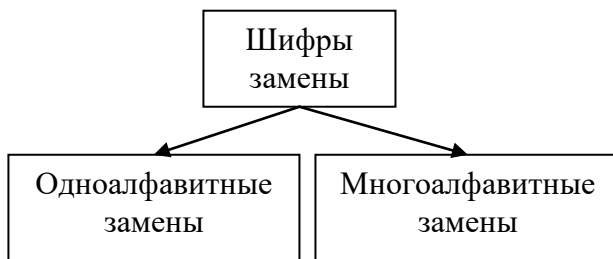 Шифры
замены
Одноалфавитные
замены
Многоалфавитные
замены